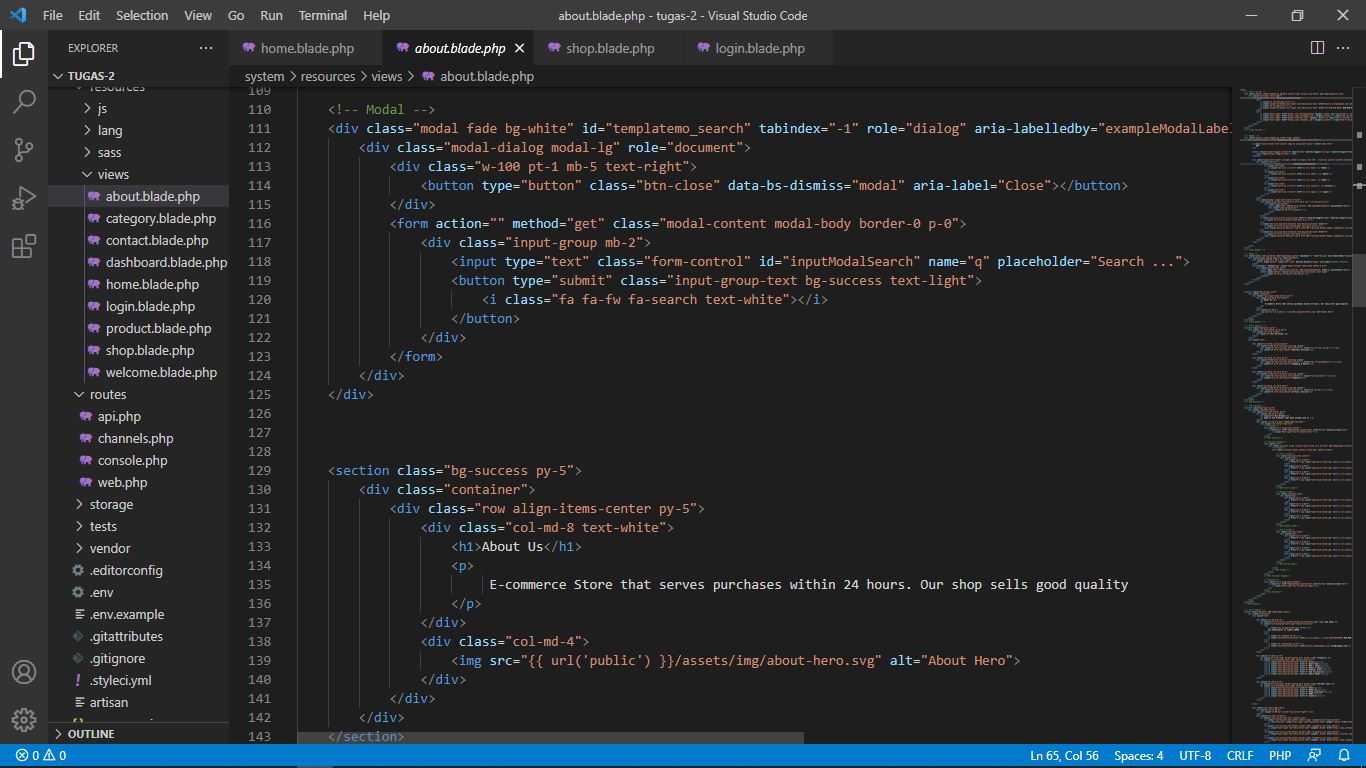 File Edit Selection View Go Run Terminal Help
about.blade.php - tugas-2 - Visual Studio Code
EXPLORER
home.blade.php about.blade.php shop.blade.php login.blade.php
TUGAS-2
system > resources > views > about.blade.php
resources
js
lang
sass
views
about.blade.php
category.blade.php
contact.blade.php
dashboard.blade.php
home.blade.php
login.blade.php
product.blade.php
shop.blade.php
welcome.blade.php
routes
api.php
channels.php
console.php
web.php
storage
tests
vendor
.editorconfig
.env
.env.example
.gitattributes
.gitignore
.styleci.yml
artisan
OUTLINE
109
110 <!-- Modal -->
111 <div class="modal fade bg-white" id="templatemo_search" tabindex="-1" role="dialog" aria-labelledby="exampleModalLabel
112 <div class="modal-dialog modal-lg" role="document">
113 <div class="w-100 pt-1 mb-5 text-right">
114 <button type="button" class="btn-close" data-bs-dismiss="modal" aria-label="Close"></button>
115 </div>
116 <form action="" method="get" class="modal-content modal-body border-0 p-0">
117 <div class="input-group mb-2">
118 <input type="text" class="form-control" id="inputModalSearch" name="q" placeholder="Search ...">
119 <button type="submit" class="input-group-text bg-success text-light">
120 <i class="fa fa-fw fa-search text-white"></i>
121 </button>
122 </div>
123 </form>
124 </div>
125 </div>
126
127
128
129 <section class="bg-success py-5">
130 <div class="container">
131 <div class="row align-items-center py-5">
132 <div class="col-md-8 text-white">
133 <h1>About Us</h1>
134 <p>
135 E-commerce Store that serves purchases within 24 hours. Our shop sells good quality
136 </p>
137 </div>
138 <div class="col-md-4">
139 <img src="{{ url('public') }}/assets/img/about-hero.svg" alt="About Hero">
140 </div>
141 </div>
142 </div>
143 </section>
0 0
Ln 65, Col 56 Spaces: 4 UTF-8 CRLF PHP